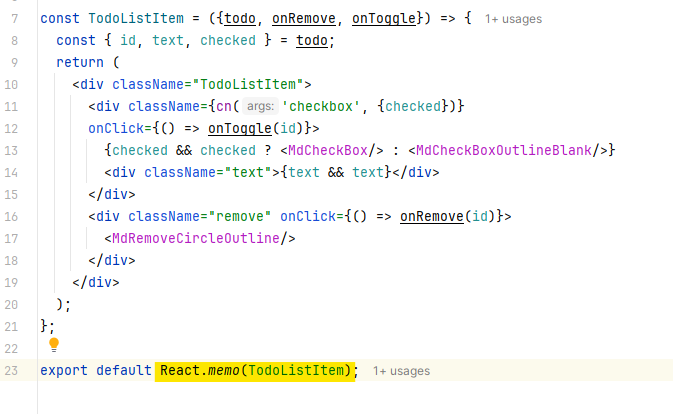 7 const TodoListItem = ({todo, onRemove, onToggle}) => { 1+ usages
8 const { id, text, checked } = todo;
9 return (
10 <div className="TodoListItem">
11 <div className={cn( args: 'checkbox', {checked})}
12 onClick={() => onToggle(id)}>
13 {checked && checked ? <MdCheckBox/> : <MdCheckBoxOutlineBlank/>}
14 <div className="text">{text && text}</div>
15 </div>
16 <div className="remove" onClick={() => onRemove(id)}>
17 <MdRemoveCircleOutline/>
18 </div>
19 </div>
20 );
21 };
22
23 export default React.memo(TodoListItem); 1+ usages